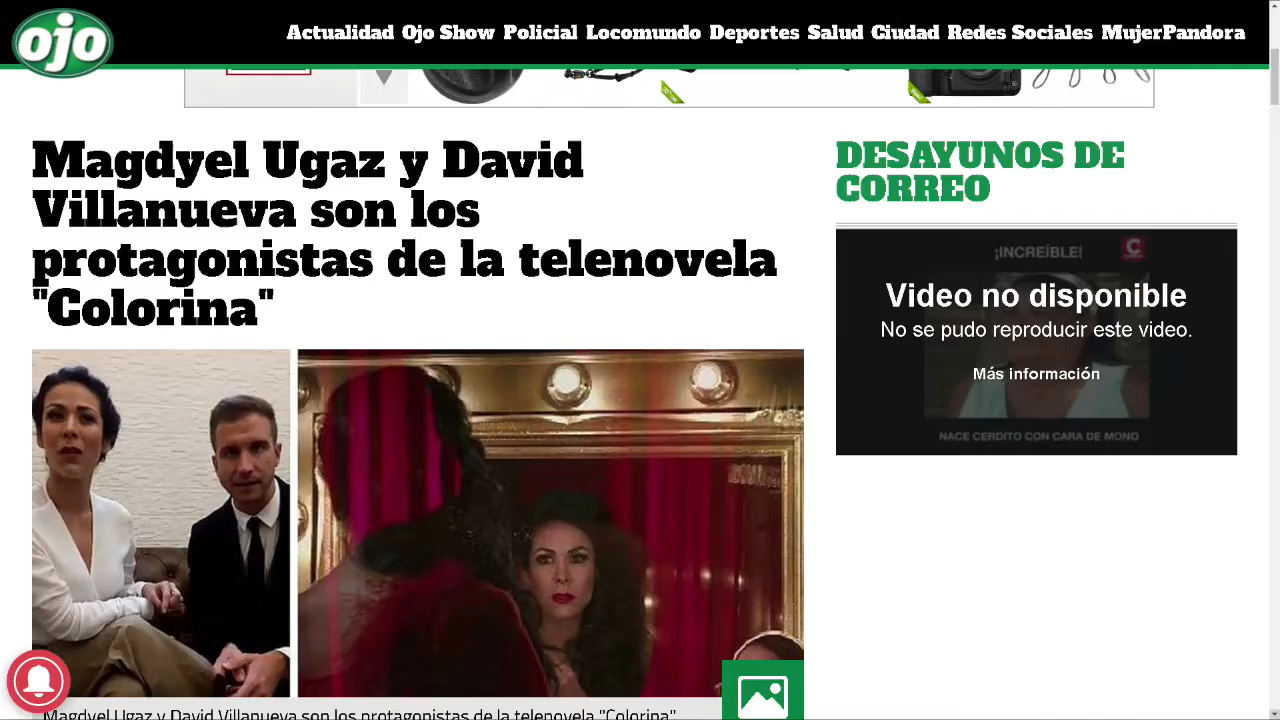 ojo
Actualidad Ojo Show Policial Locomundo Deportes Salud Ciudad Redes Sociales MujerPandora
Magdyel Ugaz y David
Villanueva son los
protagonistas de la telenovela
"Colorina"
DESAYUNOS DE
CORREO
¡INCREÍBLE!
C
Video no disponible
No se pudo reproducir este video.
Más información
NACE CERDITO CON CARA DE MONO
Magdyel Ugaz y David Villanueva son los protagonistas de la telenovela "Colorina"